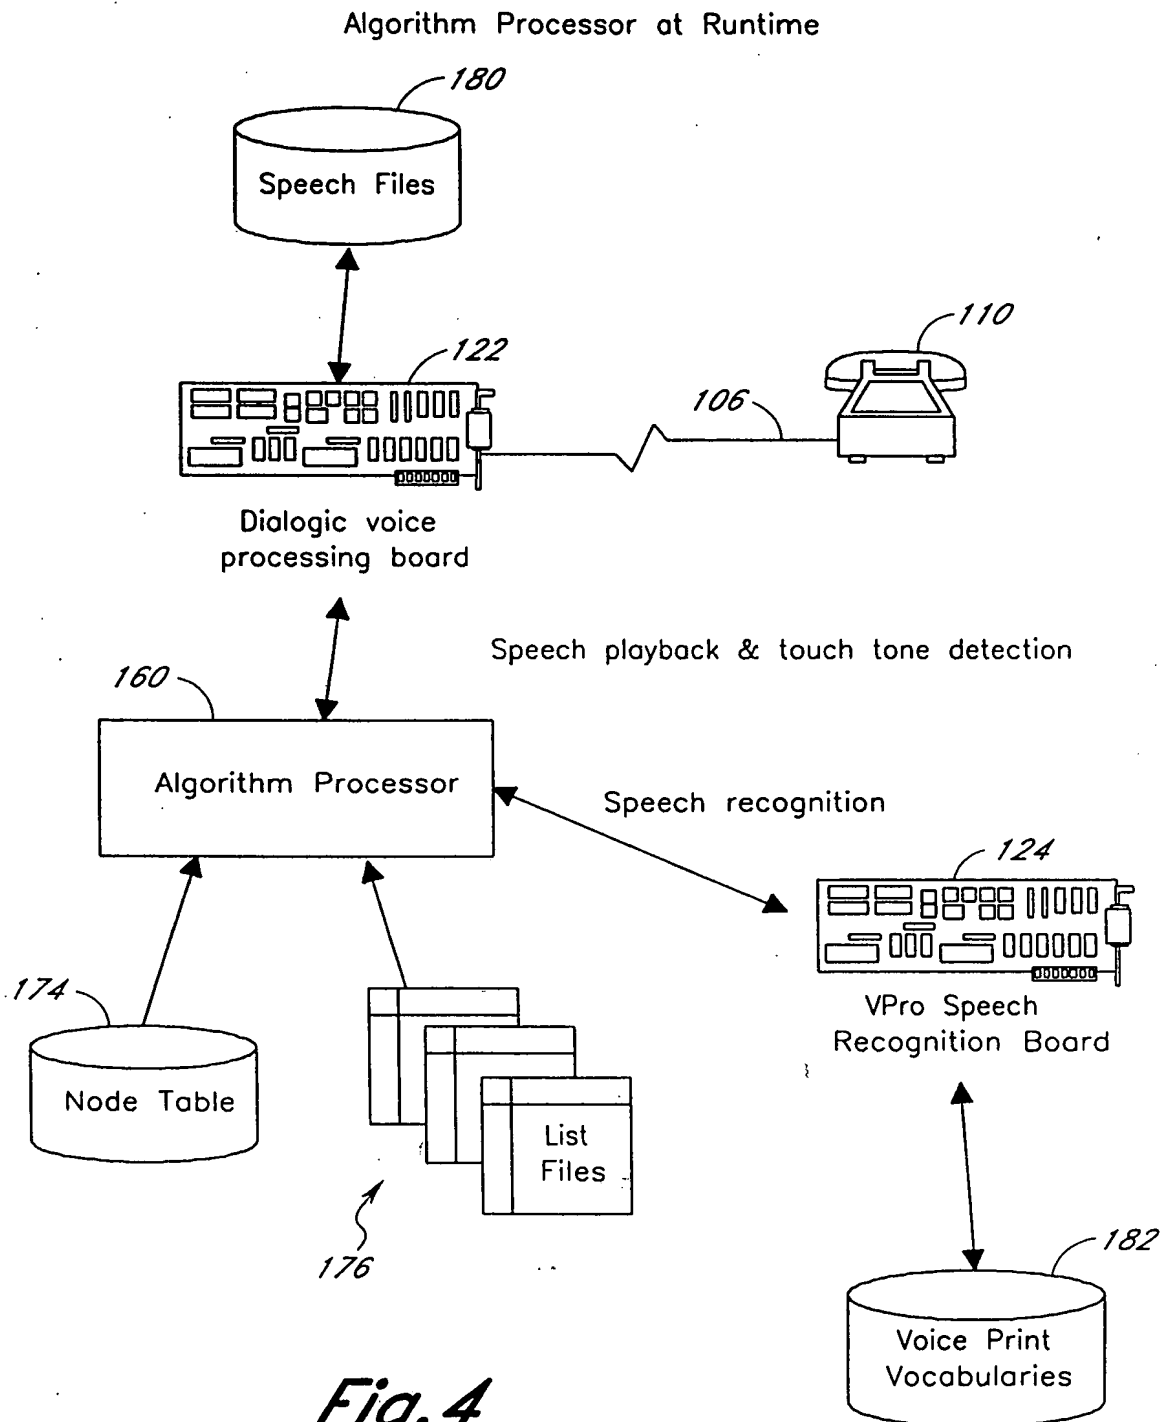 Algorithm Processor at Runtime
180
Speech Files
110
122
106
Dialogic voice
processing board
Speech playback & touch tone detection
160
Algorithm Processor
Speech recognition
124
VPro Speech
Recognition Board
174
Node Table
List
Files
176
182
Voice Print
Vocabularies
Fig. 4